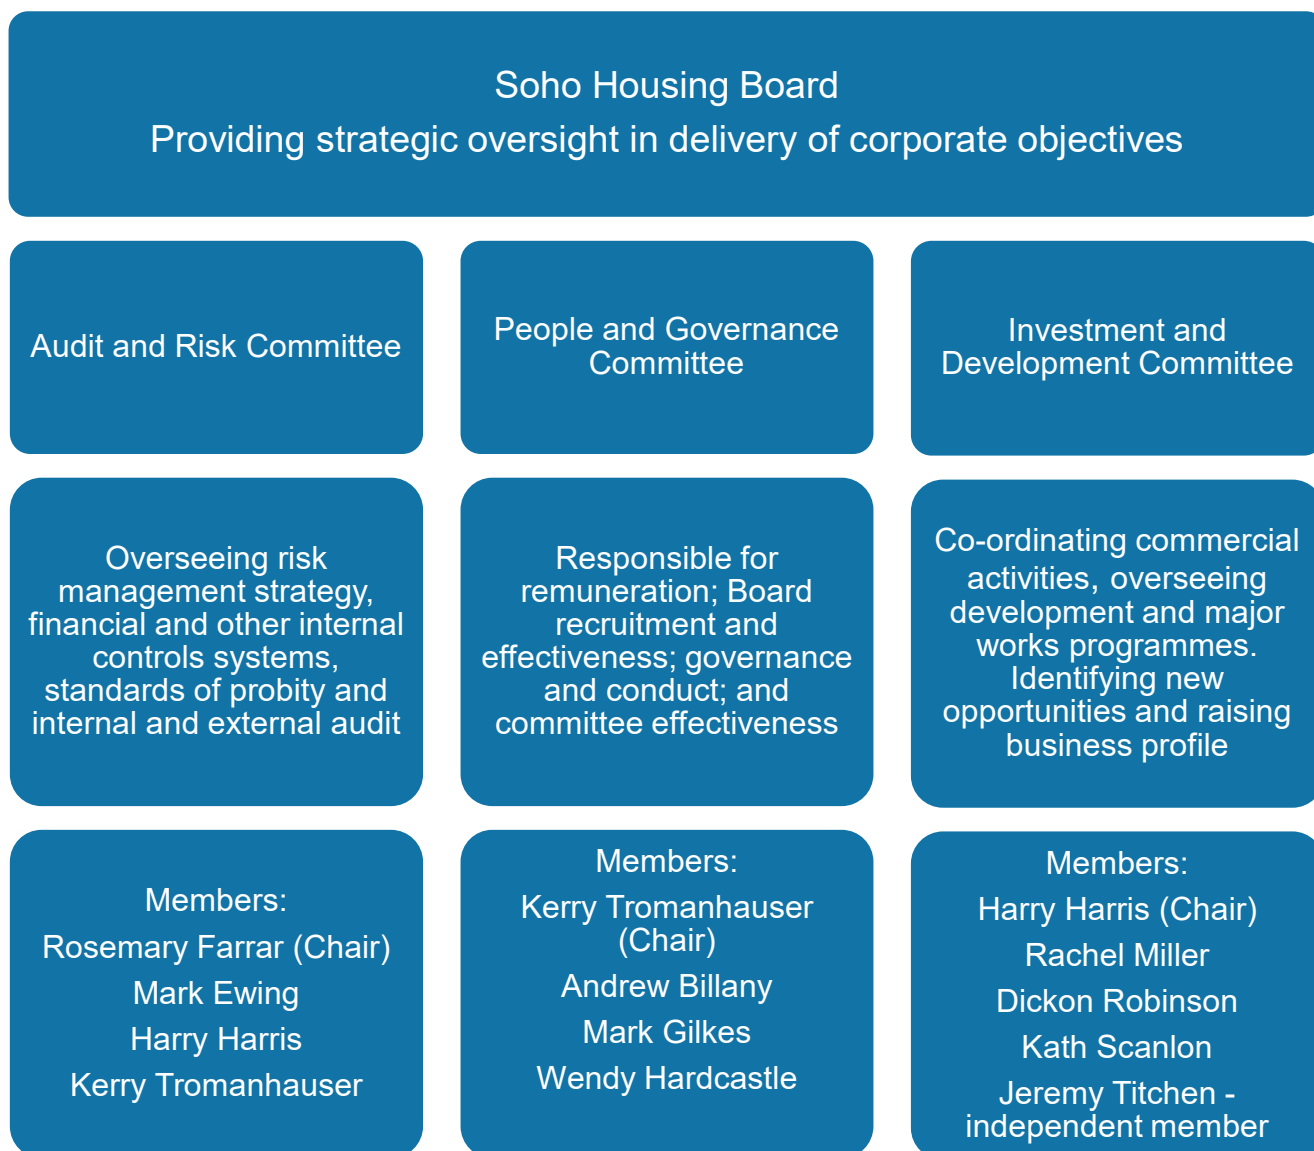 Soho Housing Board
Providing strategic oversight in delivery of corporate objectives
Audit and Risk Committee
People and Governance
Committee
Investment and
Development Committee
Overseeing risk
management strategy,
financial and other internal
controls systems,
standards of probity and
internal and external audit
Responsible for
remuneration; Board
recruitment and
effectiveness; governance
and conduct; and
committee effectiveness
Co-ordinating commercial
activities, overseeing
development and major
works programmes.
Identifying new
opportunities and raising
business profile
Members:
Rosemary Farrar (Chair)
Mark Ewing
Harry Harris
Kerry Tromanhauser
Members:
Kerry Tromanhauser
(Chair)
Andrew Billany
Mark Gilkes
Wendy Hardcastle
Members:
Harry Harris (Chair)
Rachel Miller
Dickon Robinson
Kath Scanlon
Jeremy Titchen -
independent member